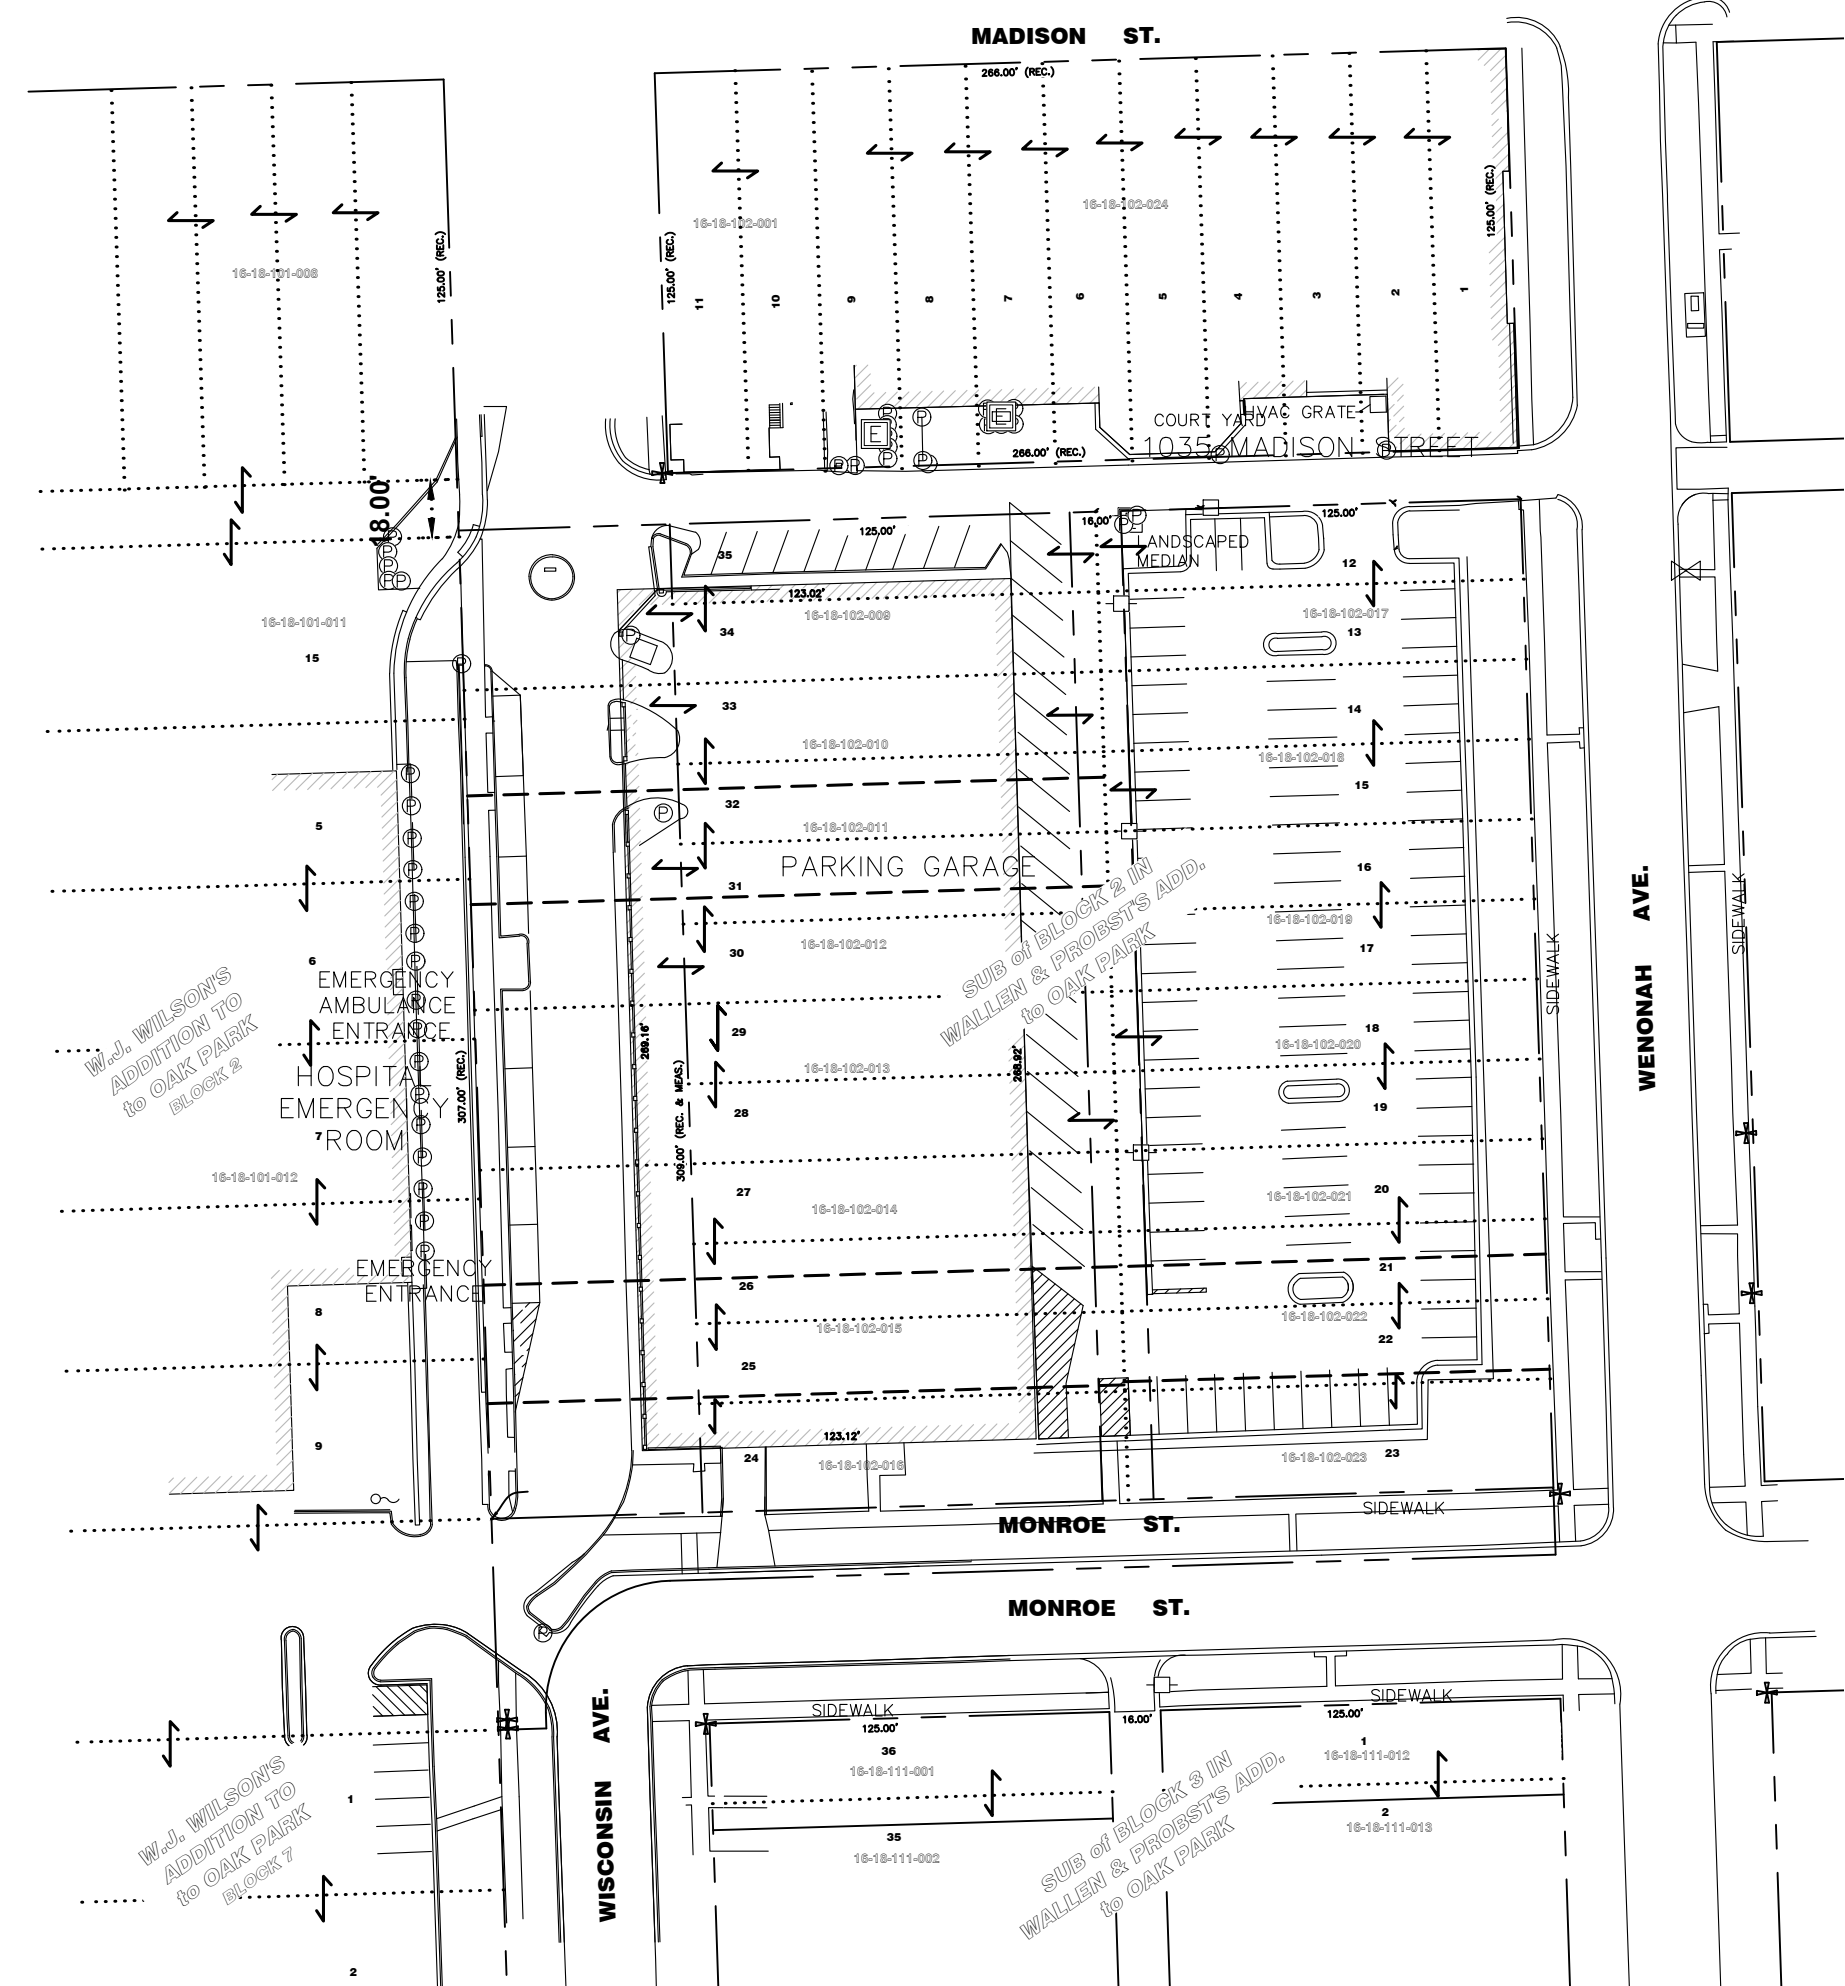 MADISON ST.
266.00' (REC.)
125.00' (REC.)
125.00' (REC.)
125.00' (REC.)
16-18-101-008
16-18-102-001
16-18-102-024
11
10
9
8
7
6
5
4
3
2
1
COURT YARD
HVAC GRATE
1035 MADISON STREET
266.00' (REC.)
E
E
P
18.00'
125.00'
16.00'
125.00'
LANDSCAPED
MEDIAN
35
12
123.02'
16-18-102-009
16-18-102-017
16-18-101-011
34
13
15
33
14
16-18-102-010
16-18-102-018
15
32
5
16-18-102-011
PARKING GARAGE
31
16
SUB of BLOCK 2 IN
WALLEN & PROBST'S ADD.
to OAK PARK
16-18-102-019
30
16-18-102-012
17
6
EMERGENCY
AMBULANCE
ENTRANCE
W.J. WILSON'S
ADDITION TO
to OAK PARK
BLOCK 2
HOSPITAL
EMERGENCY
ROOM
7
307.00' (REC.)
269.16'
309.00' (REC. & MEAS.)
268.92'
29
18
16-18-102-020
16-18-102-013
28
19
SIDEWALK
WENONAH AVE.
SIDEWALK
16-18-101-012
27
20
16-18-102-014
16-18-102-021
EMERGENCY
ENTRANCE
26
21
8
16-18-102-015
16-18-102-022
22
25
9
123.12'
24
16-18-102-016
16-18-102-023
23
SIDEWALK
MONROE ST.
MONROE ST.
WISCONSIN AVE.
SIDEWALK
SIDEWALK
125.00'
16.00'
125.00'
36
16-18-111-001
1
16-18-111-012
W.J. WILSON'S
ADDITION TO
to OAK PARK
BLOCK 7
1
35
16-18-111-002
2
16-18-111-013
SUB of BLOCK 3 IN
WALLEN & PROBST'S ADD.
to OAK PARK
2